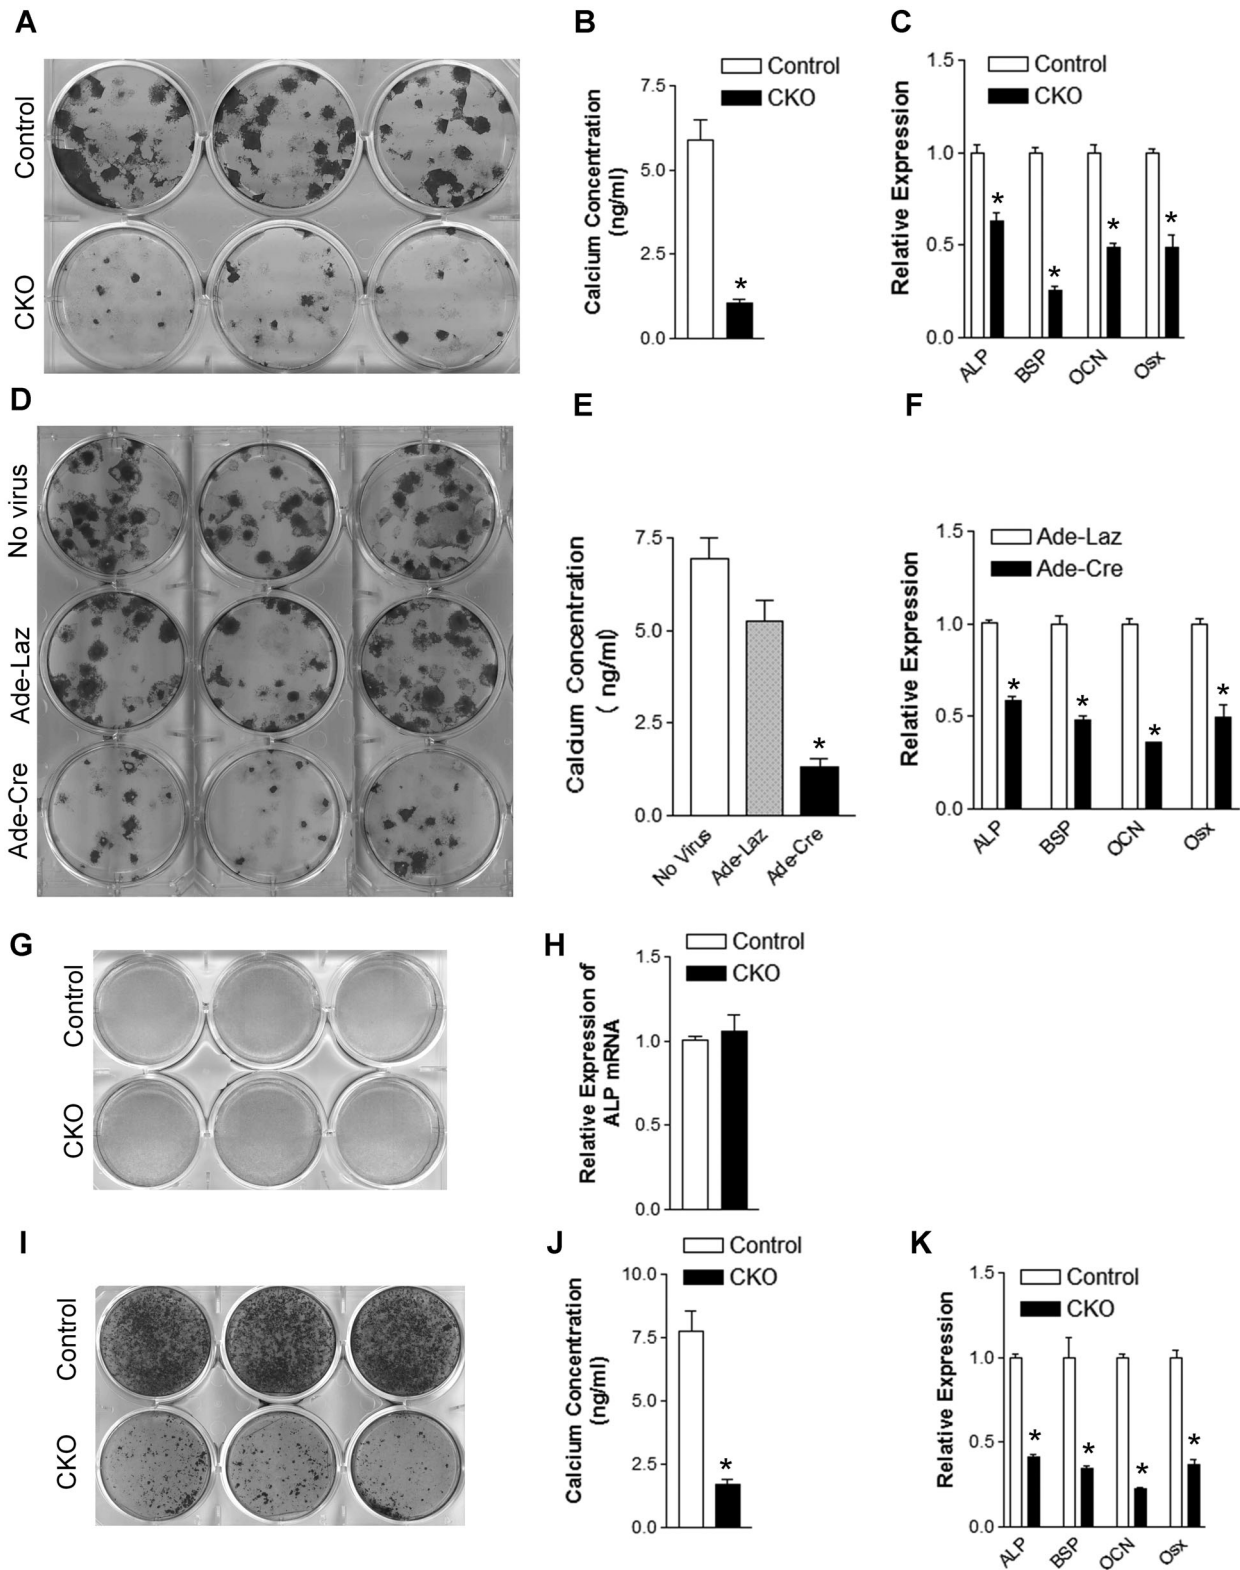 A
Control
CKO
B
Control
CKO
Calcium Concentration
(ng/ml)
7.5
5.0
2.5
0.0
*
C
Control
CKO
Relative Expression
1.5
1.0
0.5
0.0
* * * *
ALP BSP OCN Osx
D
No virus
Ade-Laz
Ade-Cre
E
Calcium Concentration
( ng/ml)
7.5
5.0
2.5
0.0
*
No Virus Ade-Laz Ade-Cre
F
Ade-Laz
Ade-Cre
Relative Expression
1.5
1.0
0.5
0.0
* * * *
ALP BSP OCN Osx
G
Control
CKO
H
Control
CKO
Relative Expression of
ALP mRNA
1.5
1.0
0.5
0.0
I
Control
CKO
J
Control
CKO
Calcium Concentration
(ng/ml)
10.0
7.5
5.0
2.5
0.0
*
K
Control
CKO
Relative Expression
1.5
1.0
0.5
0.0
* * * *
ALP BSP OCN Osx